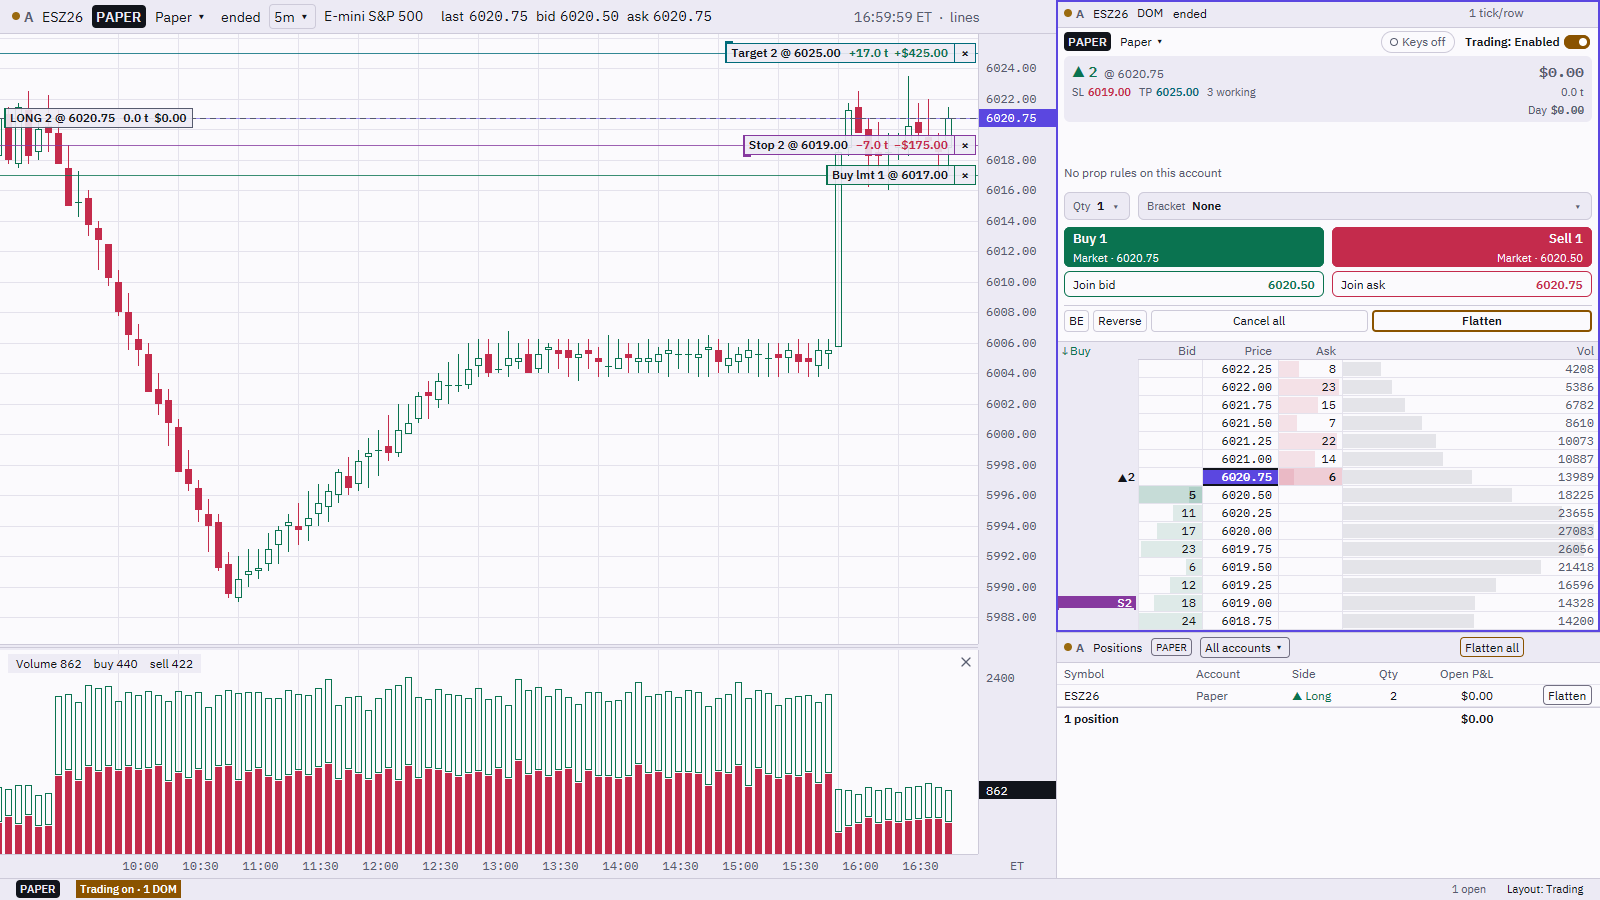 A ESZ26 PAPER Paper ▾ ended 5m ▾ E-mini S&P 500 last 6020.75 bid 6020.50 ask 6020.75 16:59:59 ET · lines
Target 2 @ 6025.00 +17.0 t +$425.00 ×
LONG 2 @ 6020.75 0.0 t $0.00
Stop 2 @ 6019.00 −7.0 t −$175.00 ×
Buy lmt 1 @ 6017.00 ×
6024.00
6022.00
6020.75
6018.00
6016.00
6014.00
6012.00
6010.00
6008.00
6006.00
6004.00
6002.00
6000.00
5998.00
5996.00
5994.00
5992.00
5990.00
5988.00
Volume 862 buy 440 sell 422
2400
862
10:00 10:30 11:00 11:30 12:00 12:30 13:00 13:30 14:00 14:30 15:00 15:30 16:00 16:30 ET
A ESZ26 DOM ended 1 tick/row
PAPER Paper ▾ Keys off Trading: Enabled
▲ 2 @ 6020.75 $0.00
SL 6019.00 TP 6025.00 3 working 0.0 t
Day $0.00
No prop rules on this account
Qty 1 ▾ Bracket None ▾
Buy 1 Sell 1
Market · 6020.75 Market · 6020.50
Join bid 6020.50 Join ask 6020.75
BE Reverse Cancel all Flatten
↓Buy Bid Price Ask Vol
6022.25 8 4208
6022.00 23 5386
6021.75 15 6782
6021.50 7 8610
6021.25 22 10073
6021.00 14 10887
▲2 6020.75 6 13989
5 6020.50 18225
11 6020.25 23655
17 6020.00 27083
23 6019.75 26056
6 6019.50 21418
12 6019.25 16596
S2 18 6019.00 14328
24 6018.75 14200
A Positions PAPER All accounts ▾ Flatten all
Symbol Account Side Qty Open P&L
ESZ26 Paper ▲ Long 2 $0.00 Flatten
1 position $0.00
PAPER Trading on · 1 DOM 1 open Layout: Trading